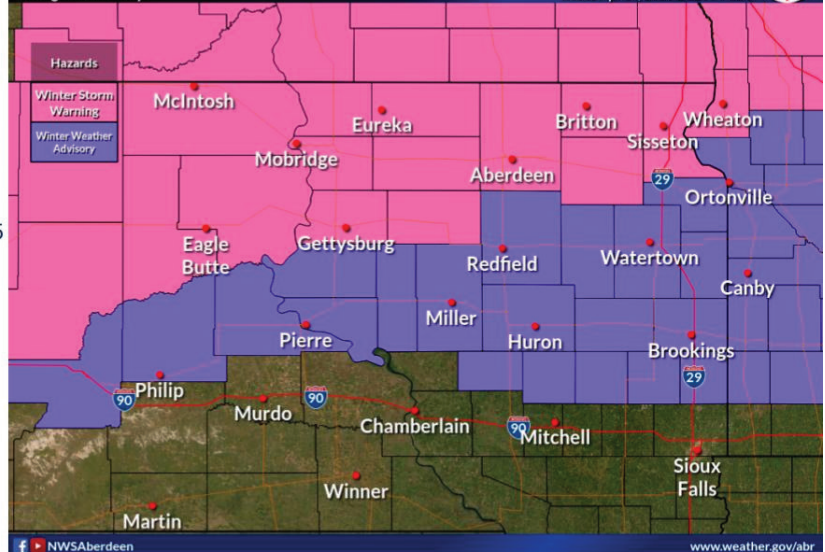 Hazards
Winter Storm
Warning
Winter Weather
Advisory
McIntosh
Eureka
Britton
Wheaton
Sisseton
Mobridge
Aberdeen
29
Ortonville
Eagle
Butte
Gettysburg
Redfield
Watertown
Canby
Miller
Pierre
Huron
Brookings
Philip
29
90
Murdo
90
Chamberlain
90
Mitchell
Sioux
Falls
Winner
Martin
NWSAberdeen
www.weather.gov/abr